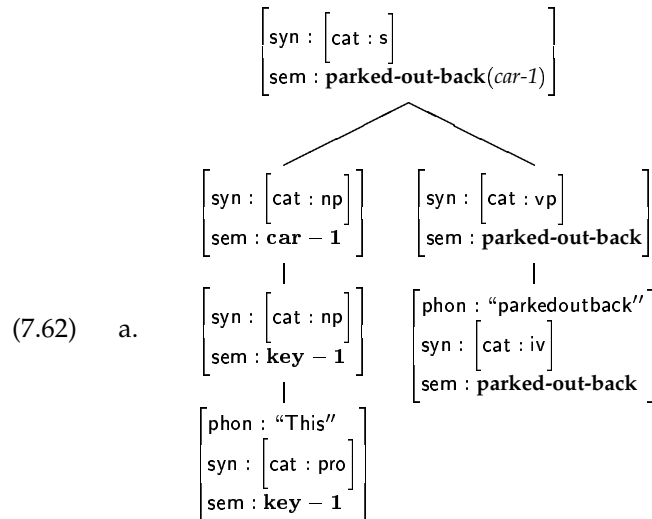 syn : [cat : s]
sem : parked-out-back(car-1)
syn : [cat : np]
sem : car − 1
syn : [cat : vp]
sem : parked-out-back
(7.62) a.
syn : [cat : np]
sem : key − 1
phon : “parkedoutback″
syn : [cat : iv]
sem : parked-out-back
phon : “This″
syn : [cat : pro]
sem : key − 1